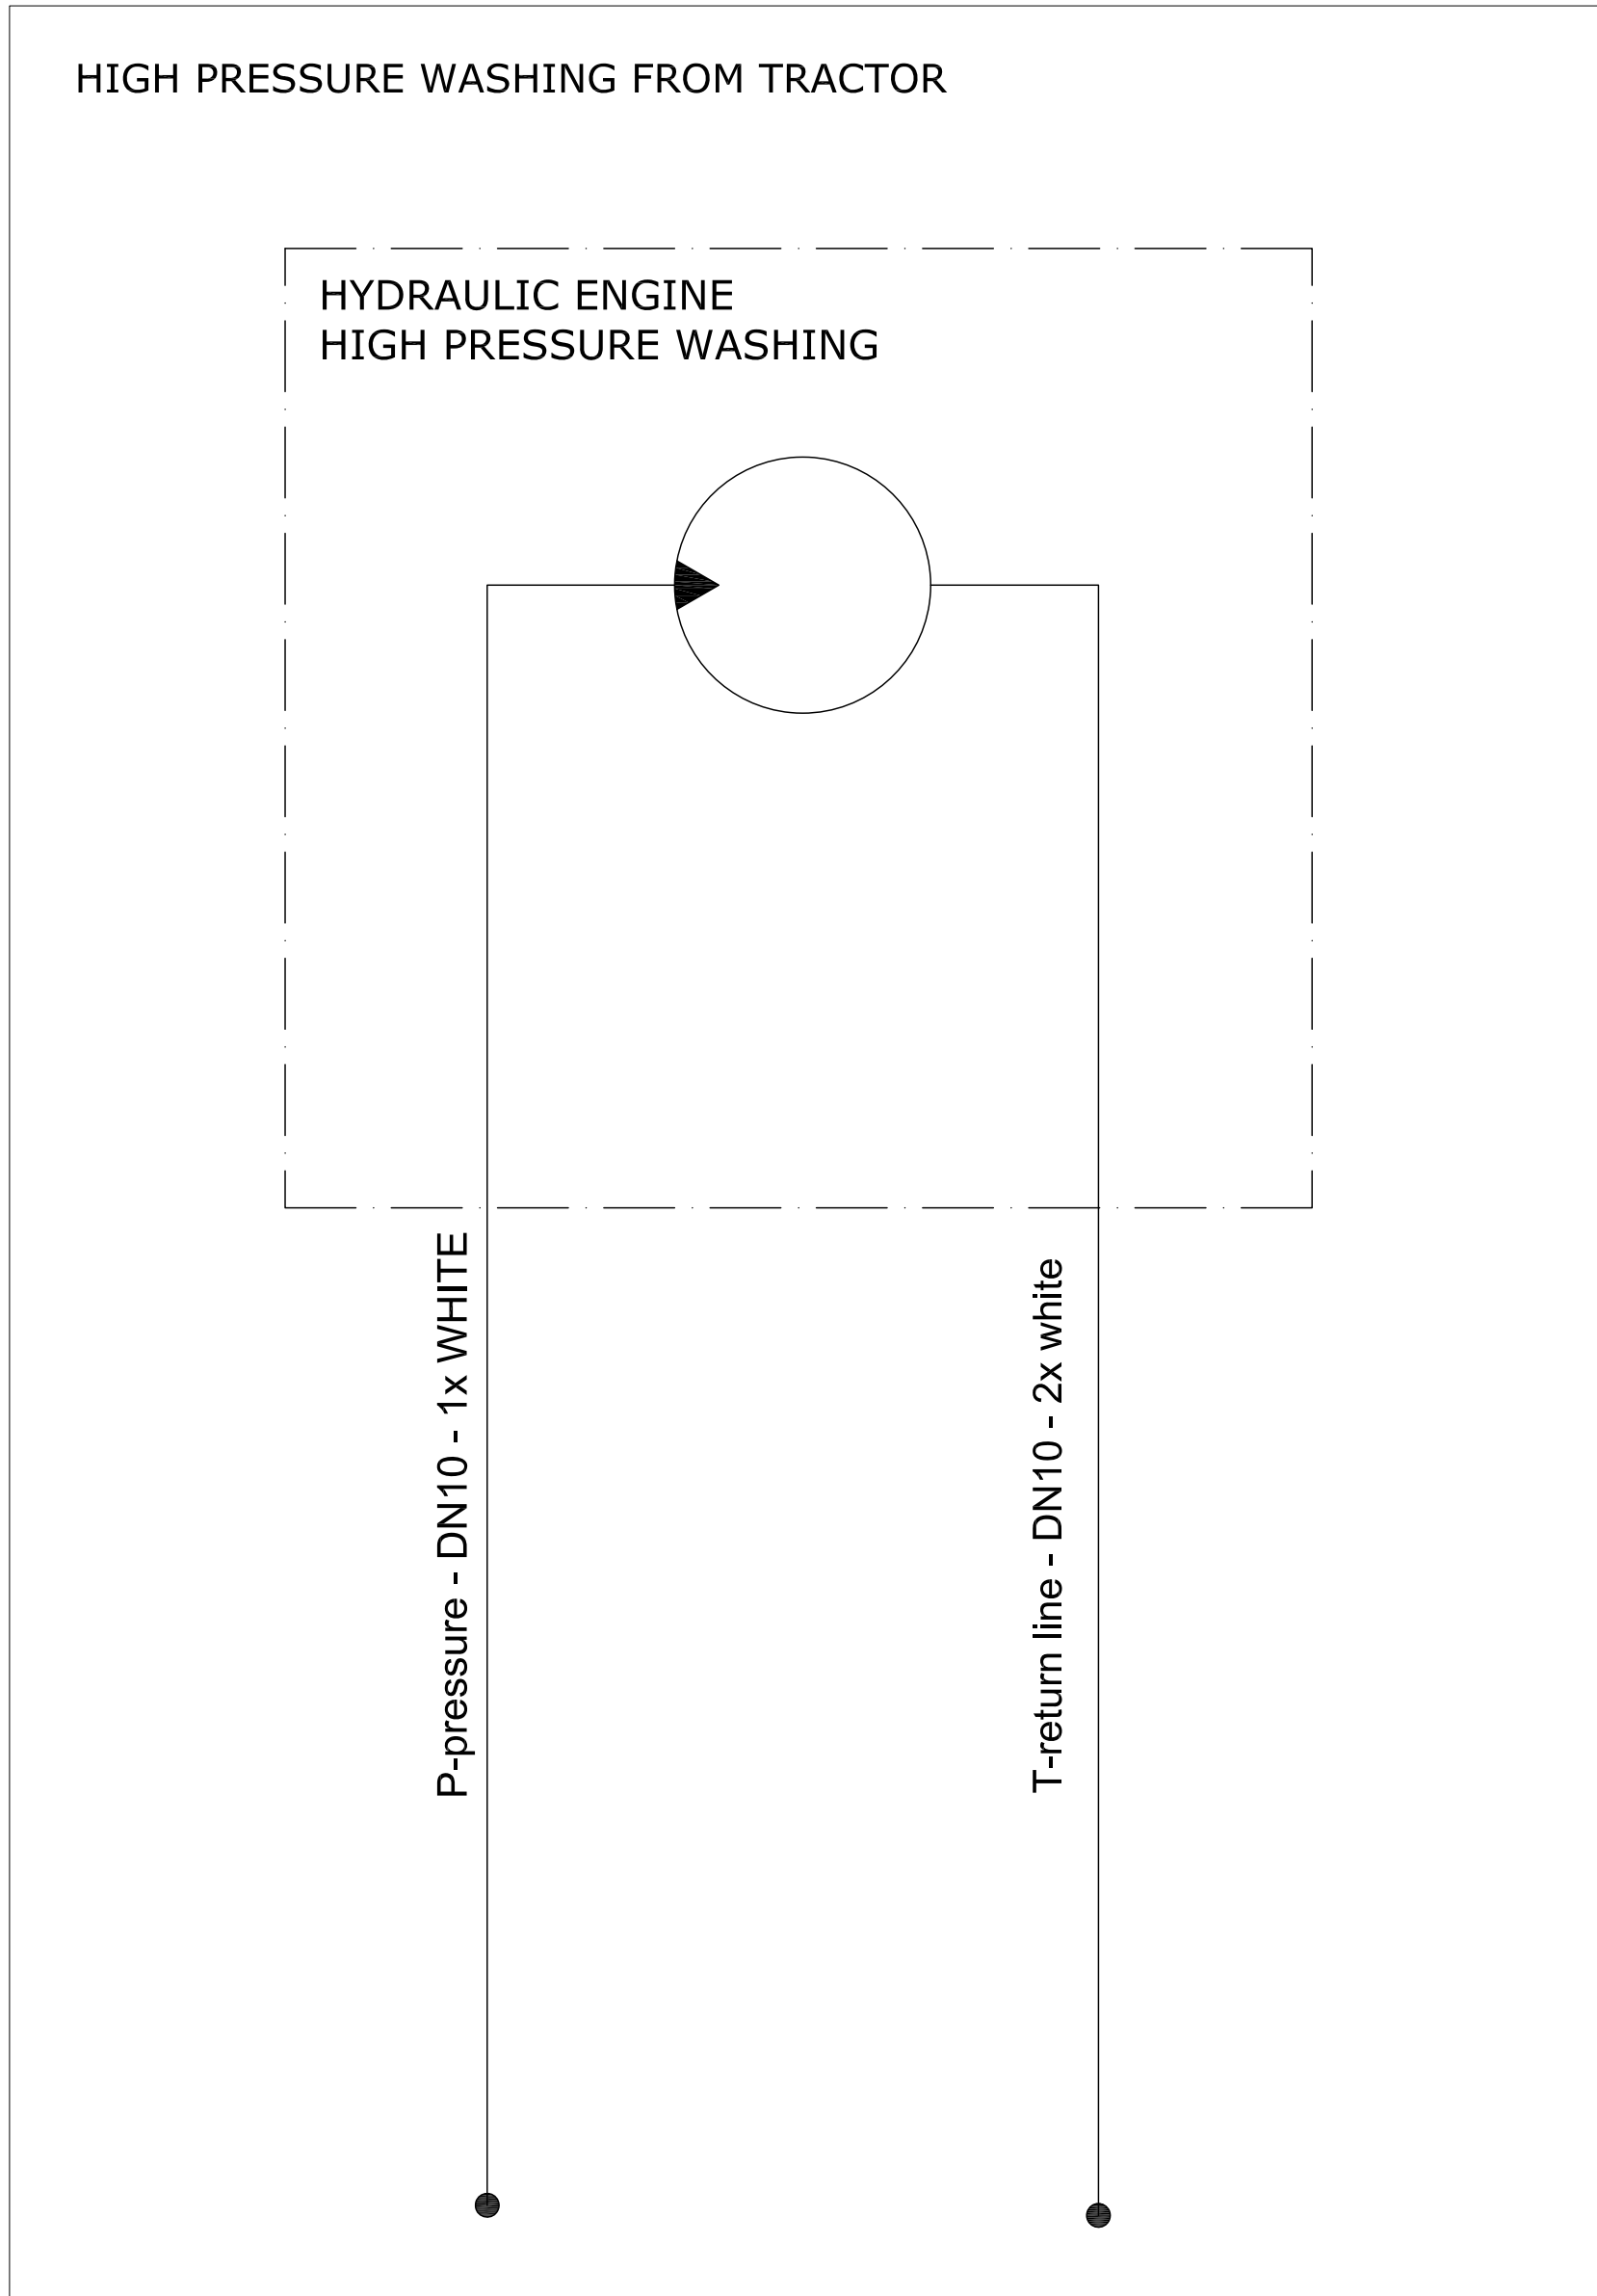 HIGH PRESSURE WASHING FROM TRACTOR
HYDRAULIC ENGINE
HIGH PRESSURE WASHING
P-pressure - DN10 - 1x WHITE
T-return line - DN10 - 2x white